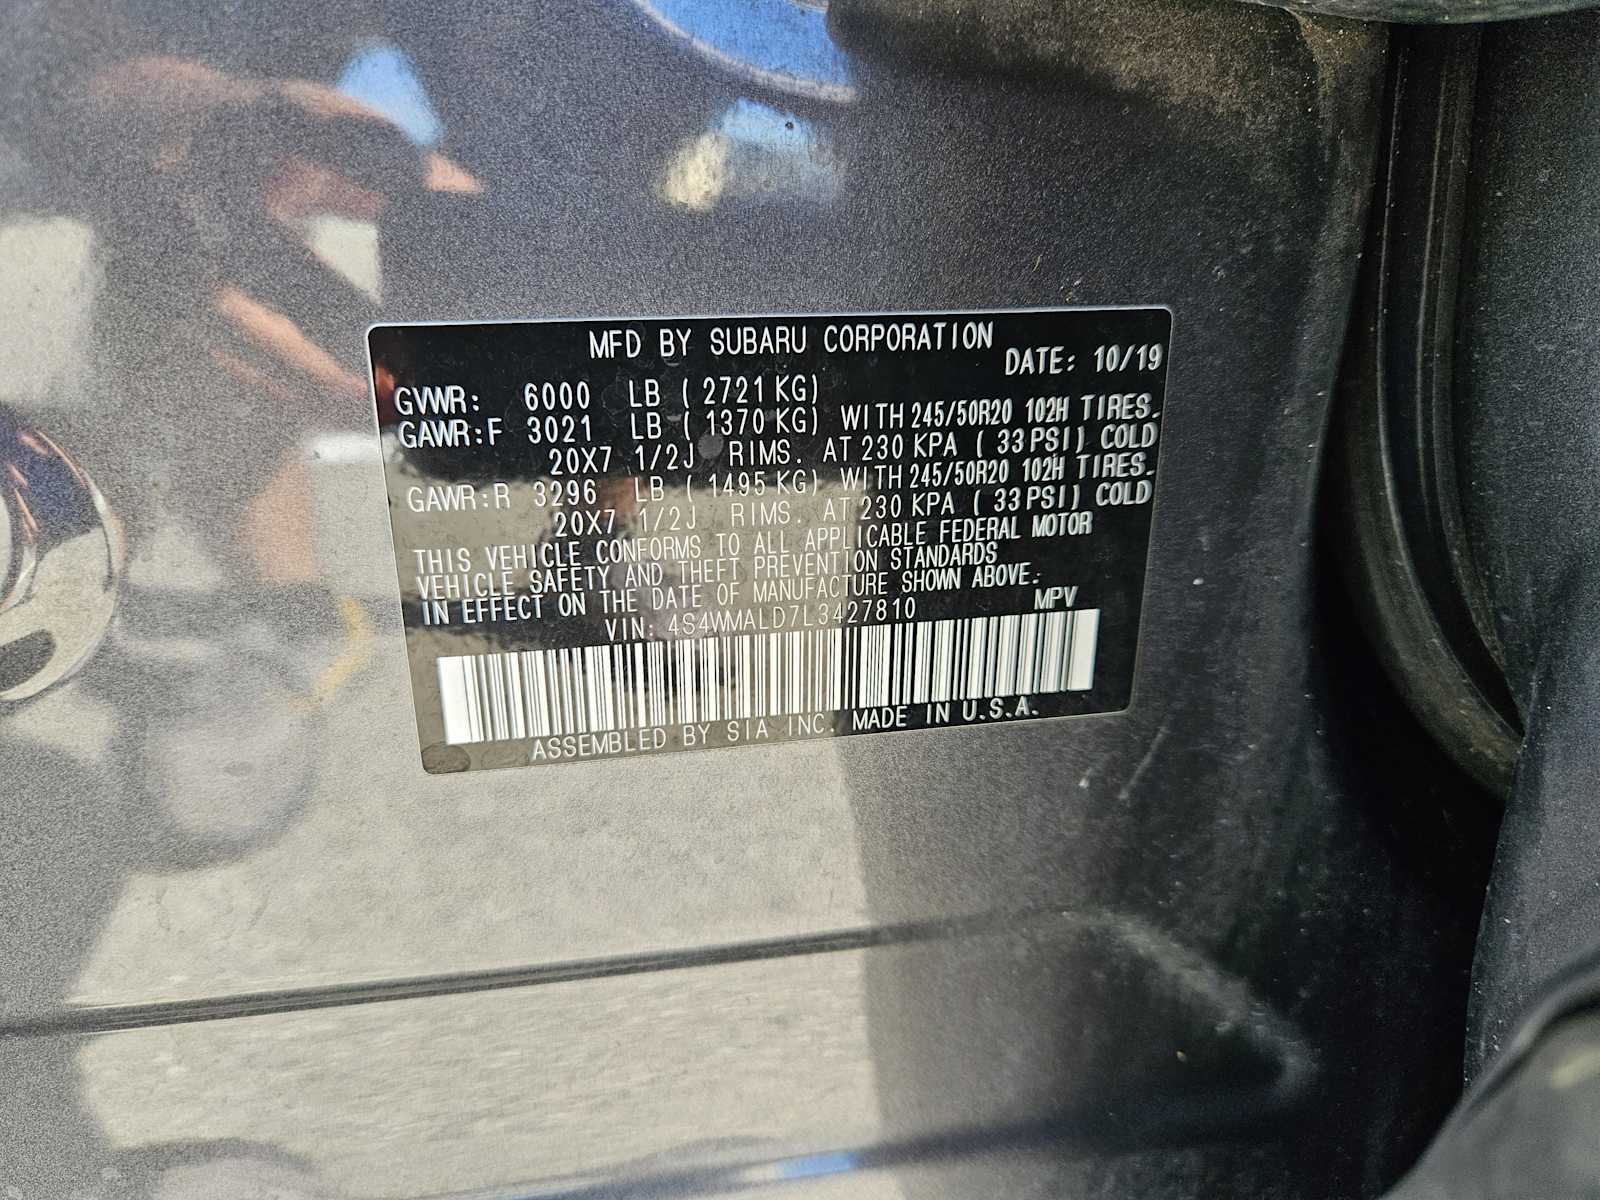 MFD BY SUBARU CORPORATION
DATE: 10/19
GVWR: 6000 LB ( 2721 KG)
GAWR:F 3021 LB ( 1370 KG) WITH 245/50R20 102H TIRES.
20X7 1/2J RIMS. AT 230 KPA ( 33 PSI) COLD
GAWR:R 3296 LB ( 1495 KG) WITH 245/50R20 102H TIRES.
20X7 1/2J RIMS. AT 230 KPA ( 33 PSI) COLD
THIS VEHICLE CONFORMS TO ALL APPLICABLE FEDERAL MOTOR
VEHICLE SAFETY AND THEFT PREVENTION STANDARDS
IN EFFECT ON THE DATE OF MANUFACTURE SHOWN ABOVE.
VIN: 4S4WMALD7L3427810 MPV
ASSEMBLED BY SIA INC. MADE IN U.S.A.